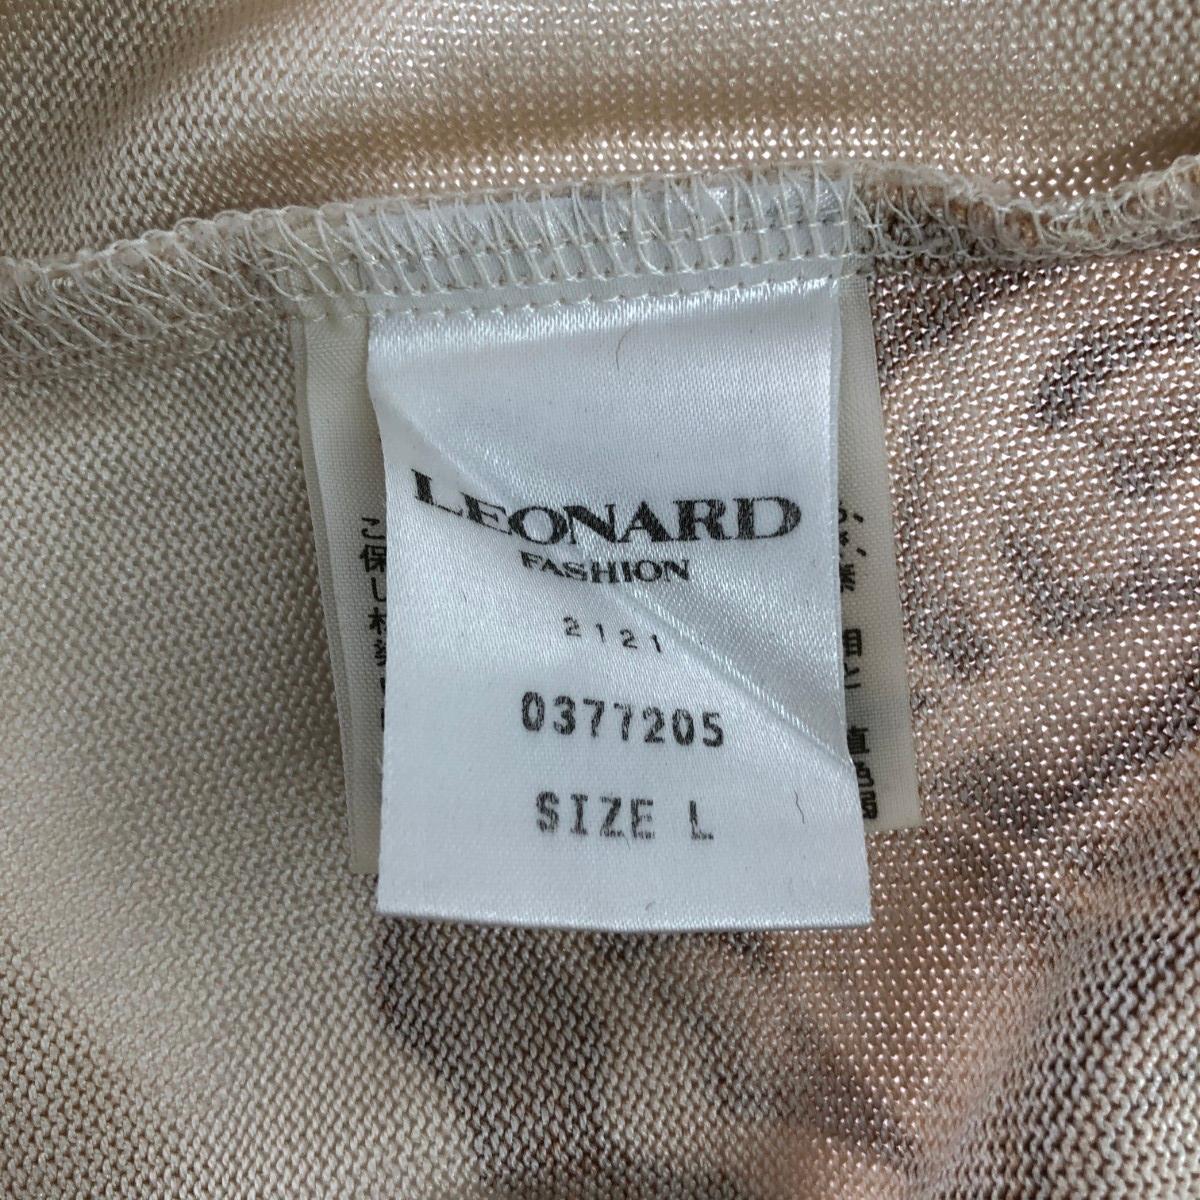 LEONARD
FASHION
2121
0377205
SIZE L